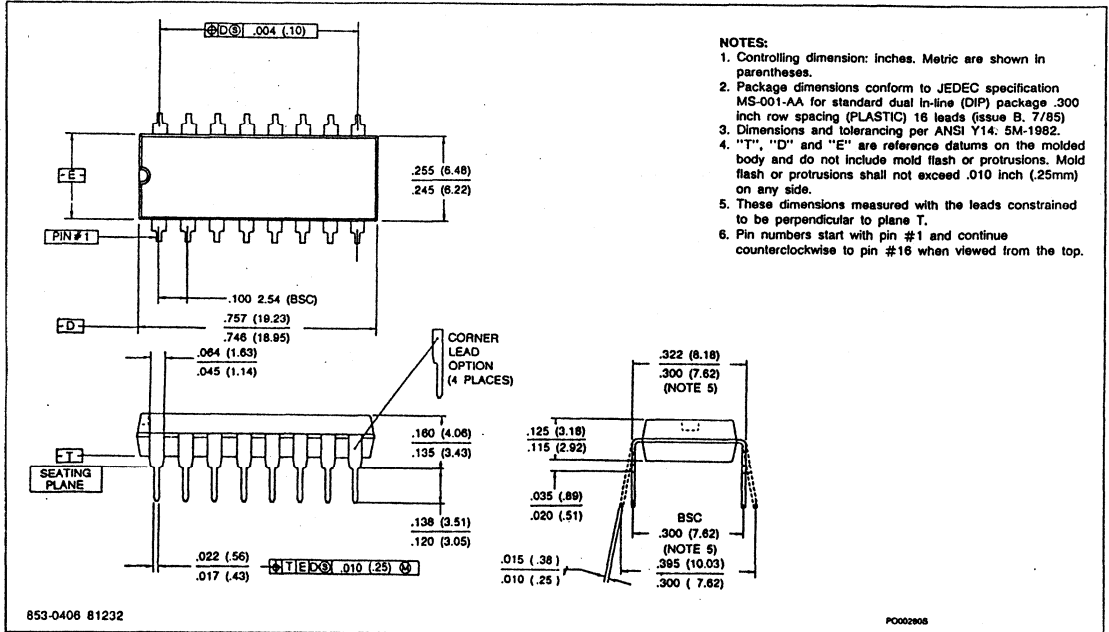 ⌖ D Ⓢ .004 (.10)
-E-
.255 (6.48)
.245 (6.22)
PIN #1
.100 2.54 (BSC)
-D-
.757 (19.23)
.746 (18.95)
.064 (1.63)
.045 (1.14)
CORNER
LEAD
OPTION
(4 PLACES)
.160 (4.06)
.135 (3.43)
-T-
SEATING
PLANE
.138 (3.51)
.120 (3.05)
.022 (.56)
.017 (.43)
⌖ T E D Ⓢ .010 (.25) Ⓜ
.322 (8.18)
.300 (7.62)
(NOTE 5)
.125 (3.18)
.115 (2.92)
.035 (.89)
.020 (.51)
BSC
.300 (7.62)
(NOTE 5)
.395 (10.03)
.300 ( 7.62)
.015 ( .38 )
.010 ( .25 )
NOTES:
1. Controlling dimension: inches. Metric are shown in
parentheses.
2. Package dimensions conform to JEDEC specification
MS-001-AA for standard dual in-line (DIP) package .300
inch row spacing (PLASTIC) 16 leads (issue B. 7/85)
3. Dimensions and tolerancing per ANSI Y14. 5M-1982.
4. "T", "D" and "E" are reference datums on the molded
body and do not include mold flash or protrusions. Mold
flash or protrusions shall not exceed .010 inch (.25mm)
on any side.
5. These dimensions measured with the leads constrained
to be perpendicular to plane T.
6. Pin numbers start with pin #1 and continue
counterclockwise to pin #16 when viewed from the top.
853-0406 81232
PO00280S